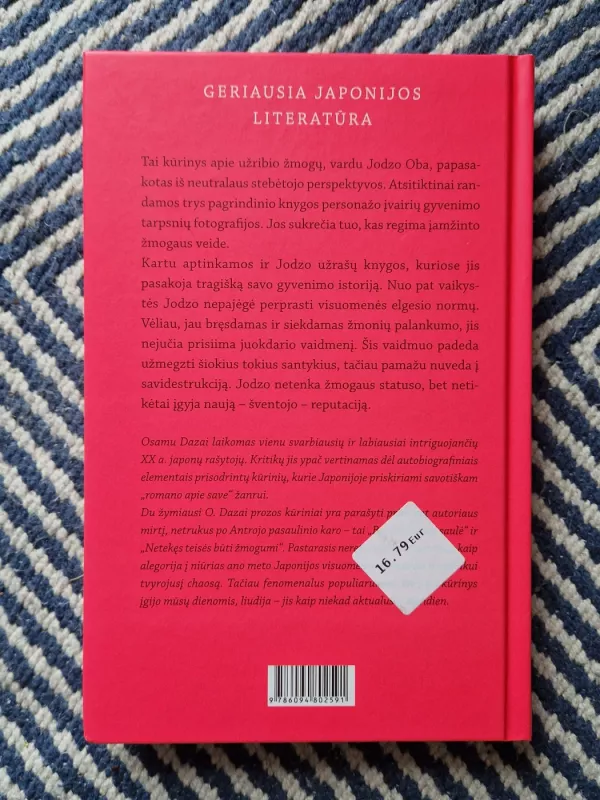 GERIAUSIA JAPONIJOS
LITERATŪRA
Tai kūrinys apie užribio žmogų, vardu Jodzo Oba, papasa-
kotas iš neutralaus stebėtojo perspektyvos. Atsitiktinai ran-
damos trys pagrindinio knygos personažo įvairių gyvenimo
tarpsnių fotografijos. Jos sukrečia tuo, kas regima įamžinto
žmogaus veide.
Kartu aptinkamos ir Jodzo užrašų knygos, kuriose jis
pasakoja tragišką savo gyvenimo istoriją. Nuo pat vaikys-
tės Jodzo nepajėgė perprasti visuomenės elgesio normų.
Vėliau, jau bręsdamas ir siekdamas žmonių palankumo, jis
nejučia prisiima juokdario vaidmenį. Šis vaidmuo padeda
užmegzti šiokius tokius santykius, tačiau pamažu nuveda į
savidestrukciją. Jodzo netenka žmogaus statuso, bet neti-
kėtai įgyja naują – šventojo – reputaciją.
Osamu Dazai laikomas vienu svarbiausių ir labiausiai intriguojančių
XX a. japonų rašytojų. Kritikų jis ypač vertinamas dėl autobiografiniais
elementais prisodrintų kūrinių, kurie Japonijoje priskiriami savotiškam
„romano apie save“ žanrui.
Du žymiausi O. Dazai prozos kūriniai yra parašyti autoriaus
mirtį, netrukus po Antrojo pasaulinio karo – tai ir
„Netekęs teisės būti žmogumi“. Pastarasis kaip
alegorija į niūrias ano meto Japonijos
tvyrojusį chaosą. Tačiau fenomenalus kūrinys
įgijo mūsų dienomis, liudija – jis kaip niekad
16.79 Eur
9 786094 802591